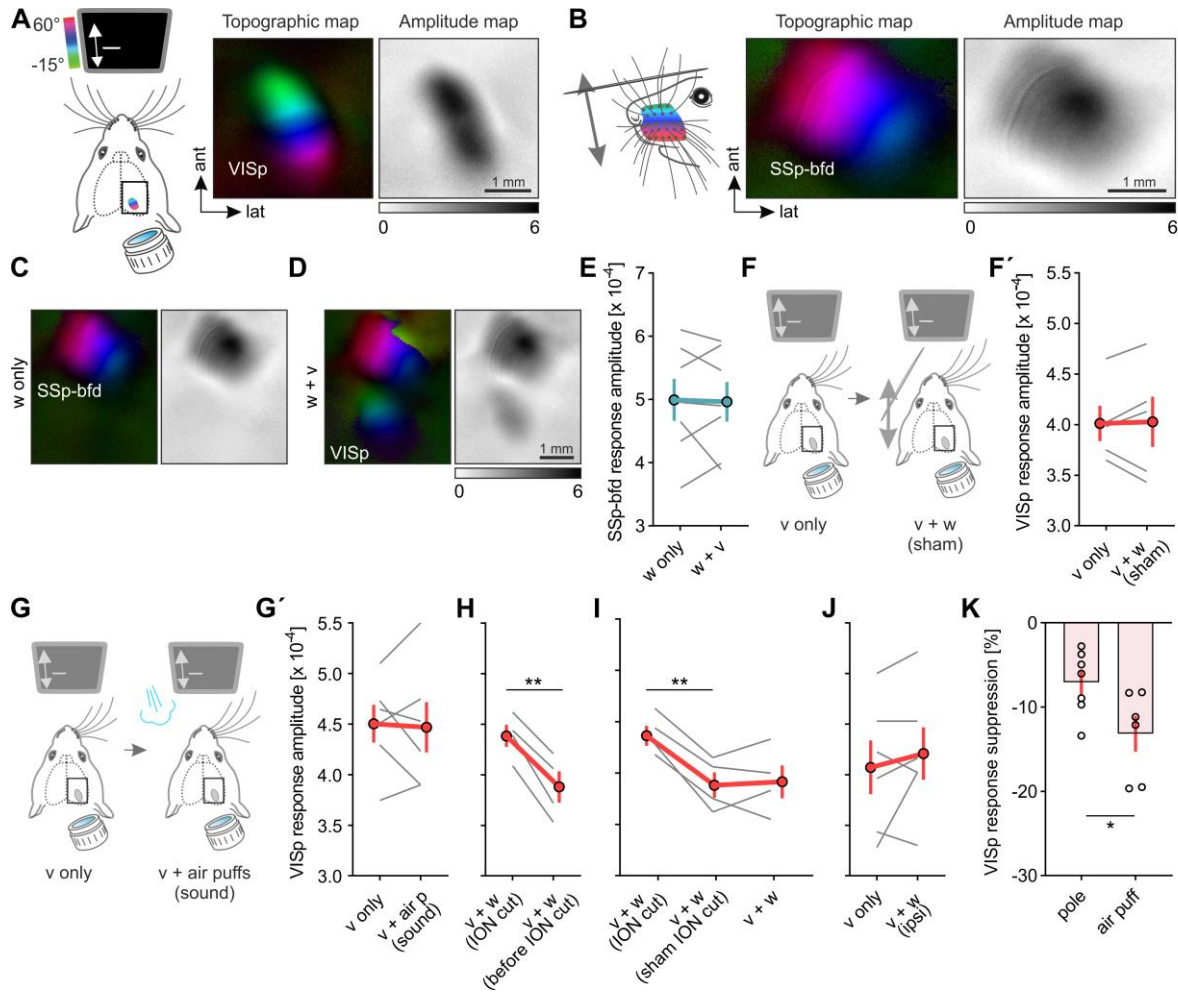 A
60°
-15°
Topographic map
Amplitude map
VISp
ant
lat
1 mm
0
6
B
Topographic map
Amplitude map
SSp-bfd
ant
lat
1 mm
0
6
C
w only
SSp-bfd
D
w + v
VISp
1 mm
0
6
E
SSp-bfd response amplitude [x 10⁻⁴]
7
6
5
4
3
w only
w + v
F
v only
v + w
(sham)
F´
VISp response amplitude [x 10⁻⁴]
5.5
5.0
4.5
4.0
3.5
3.0
v only
v + w
(sham)
G
v only
v + air puffs
(sound)
G´
VISp response amplitude [x 10⁻⁴]
5.5
5.0
4.5
4.0
3.5
3.0
v only
v + air p
(sound)
H
**
v + w
(ION cut)
v + w
(before ION cut)
I
**
v + w
(ION cut)
v + w
(sham ION cut)
v + w
J
v only
v + w
(ipsi)
K
VISp response suppression [%]
0
-10
-20
-30
*
pole
air puff